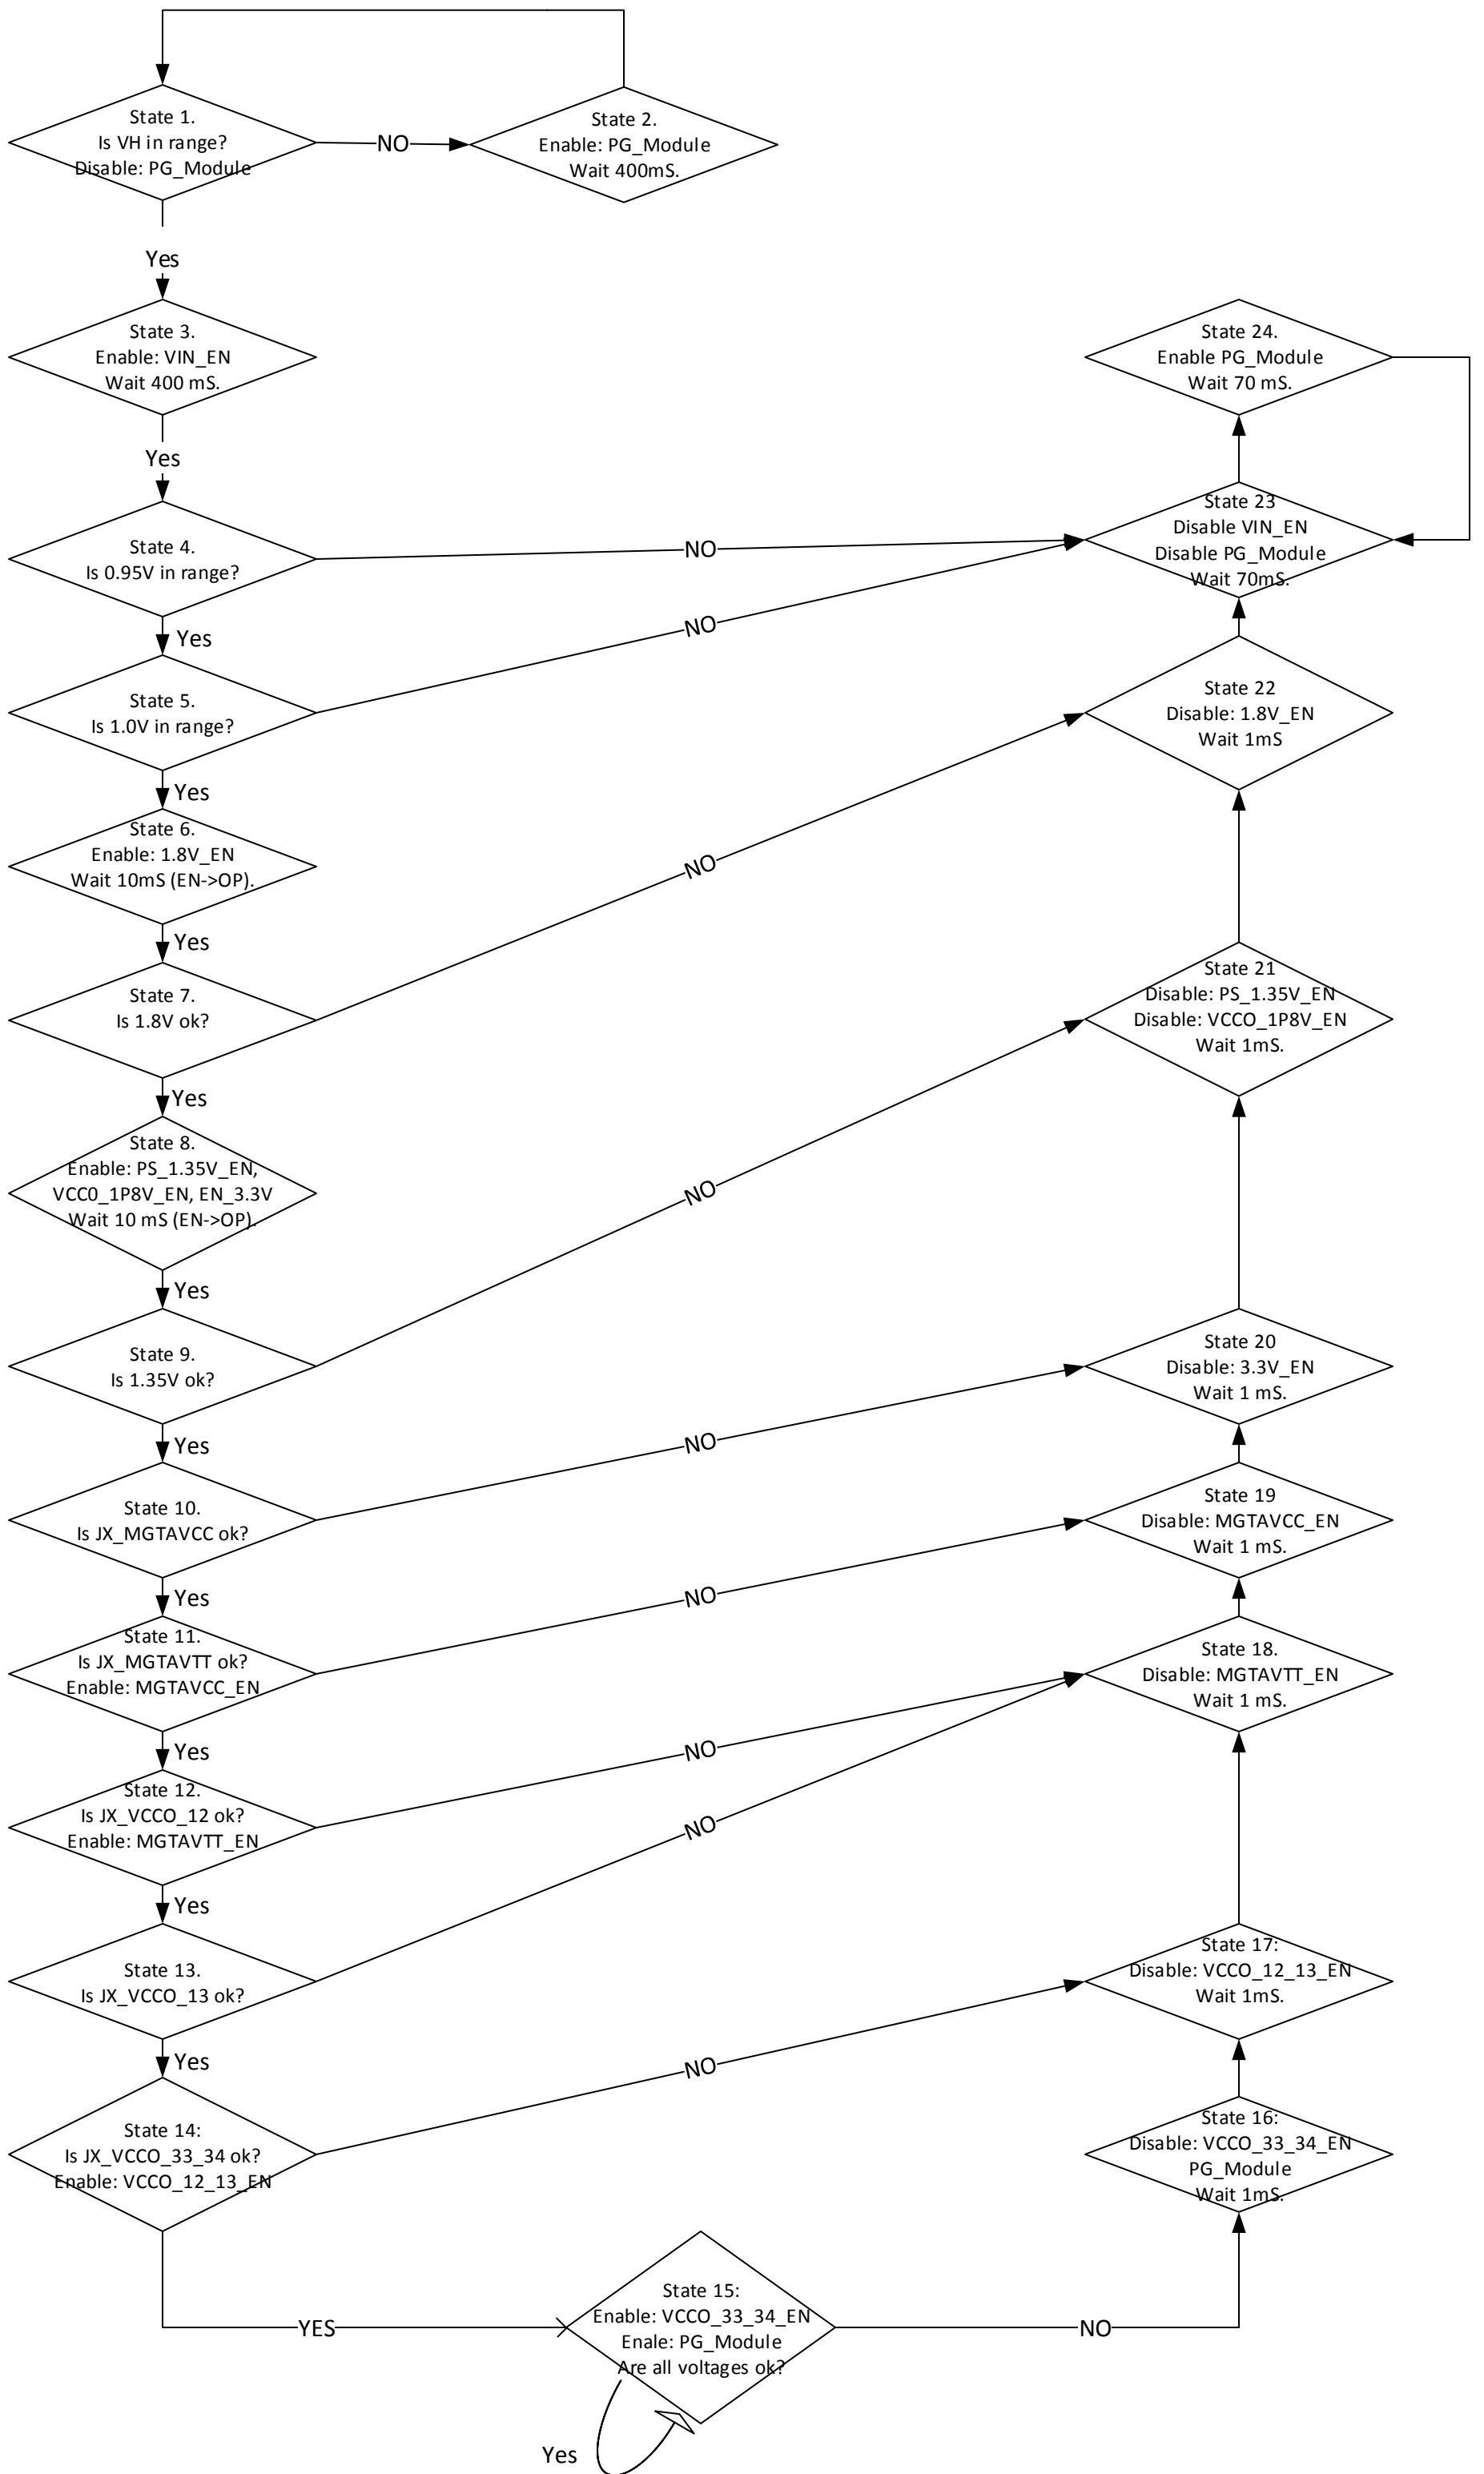 State 1.
Is VH in range?
Disable: PG_Module
NO
State 2.
Enable: PG_Module
Wait 400mS.
Yes
State 3.
Enable: VIN_EN
Wait 400 mS.
Yes
State 4.
Is 0.95V in range?
NO
Yes
State 5.
Is 1.0V in range?
NO
Yes
State 6.
Enable: 1.8V_EN
Wait 10mS (EN->OP).
Yes
State 7.
Is 1.8V ok?
NO
Yes
State 8.
Enable: PS_1.35V_EN,
VCC0_1P8V_EN, EN_3.3V
Wait 10 mS (EN->OP).
Yes
State 9.
Is 1.35V ok?
NO
Yes
State 10.
Is JX_MGTAVCC ok?
NO
Yes
State 11.
Is JX_MGTAVTT ok?
Enable: MGTAVCC_EN
NO
Yes
State 12.
Is JX_VCCO_12 ok?
Enable: MGTAVTT_EN
NO
Yes
State 13.
Is JX_VCCO_13 ok?
NO
Yes
State 14:
Is JX_VCCO_33_34 ok?
Enable: VCCO_12_13_EN
NO
YES
State 15:
Enable: VCCO_33_34_EN
Enale: PG_Module
Are all voltages ok?
Yes
NO
State 16:
Disable: VCCO_33_34_EN
PG_Module
Wait 1mS.
State 17:
Disable: VCCO_12_13_EN
Wait 1mS.
State 18.
Disable: MGTAVTT_EN
Wait 1 mS.
State 19
Disable: MGTAVCC_EN
Wait 1 mS.
State 20
Disable: 3.3V_EN
Wait 1 mS.
State 21
Disable: PS_1.35V_EN
Disable: VCCO_1P8V_EN
Wait 1mS.
State 22
Disable: 1.8V_EN
Wait 1mS
State 23
Disable VIN_EN
Disable PG_Module
Wait 70mS.
State 24.
Enable PG_Module
Wait 70 mS.